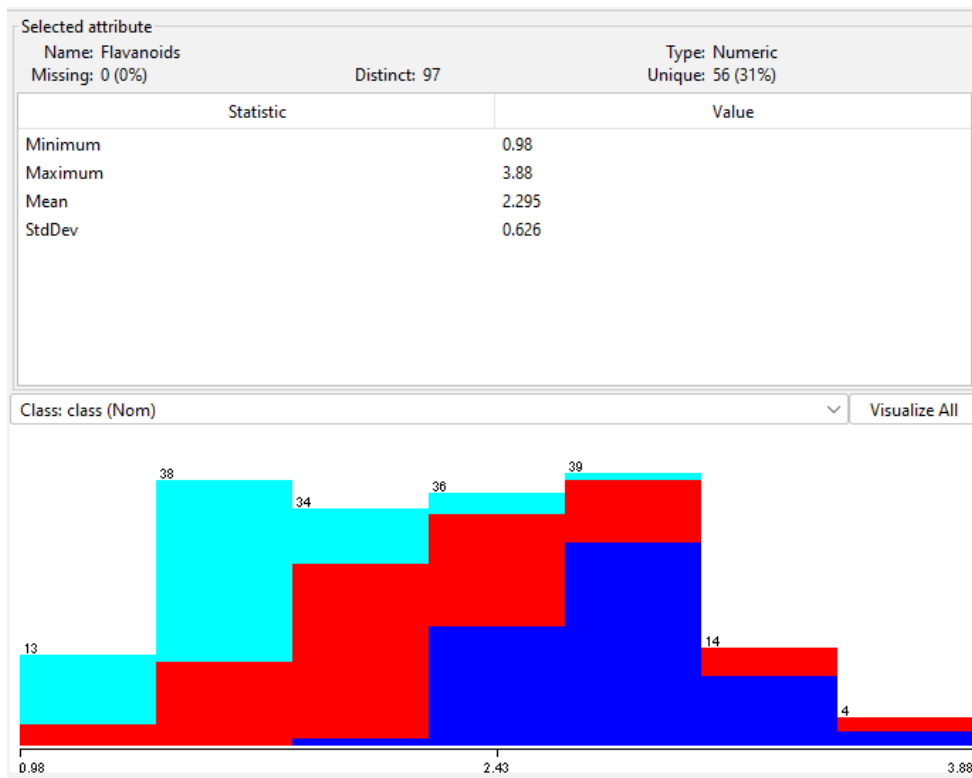 Selected attribute
Name: Flavanoids Type: Numeric
Missing: 0 (0%) Distinct: 97 Unique: 56 (31%)
Statistic Value
Minimum 0.98
Maximum 3.88
Mean 2.295
StdDev 0.626
Class: class (Nom) Visualize All
13 38 34 36 39 14 4
0.98 2.43 3.88